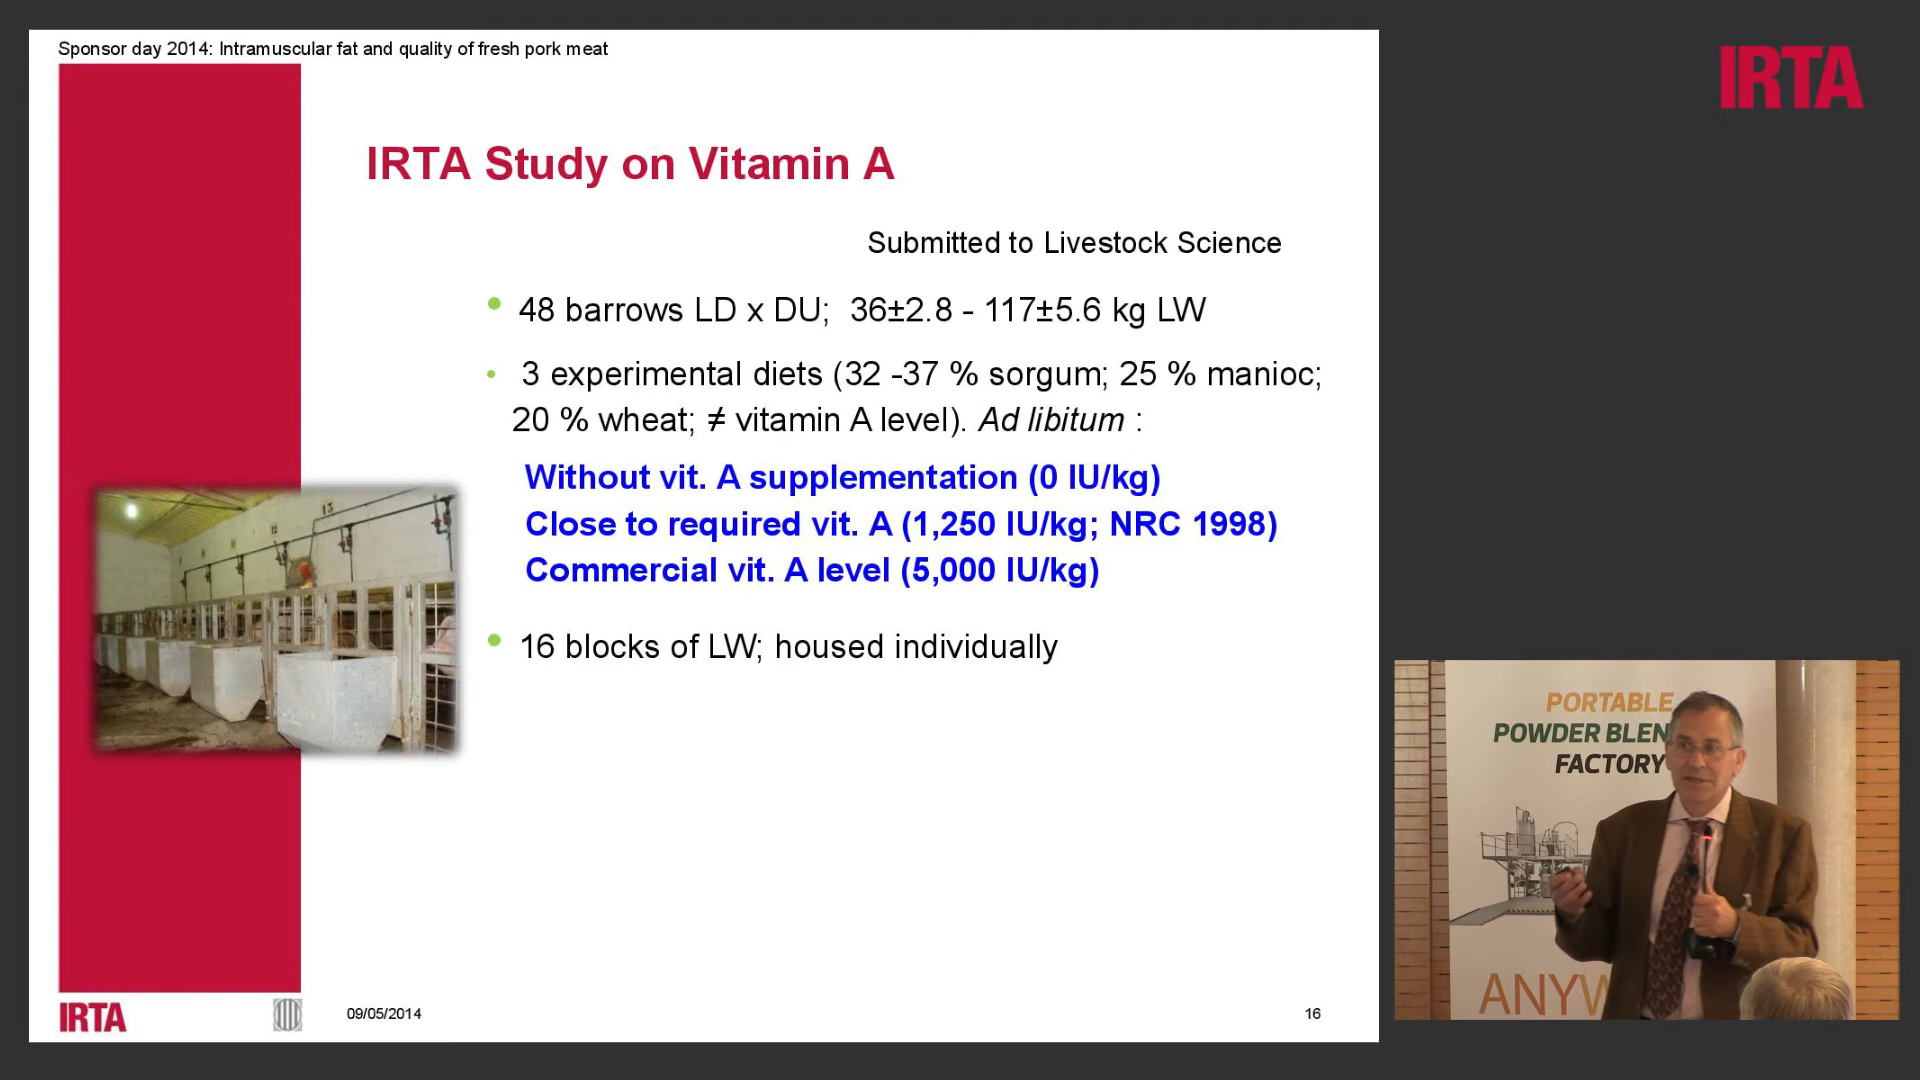 Sponsor day 2014: Intramuscular fat and quality of fresh pork meat
IRTA
IRTA Study on Vitamin A
Submitted to Livestock Science
• 48 barrows LD x DU; 36±2.8 - 117±5.6 kg LW
• 3 experimental diets (32 -37 % sorgum; 25 % manioc;
20 % wheat; ≠ vitamin A level). Ad libitum :
Without vit. A supplementation (0 IU/kg)
Close to required vit. A (1,250 IU/kg; NRC 1998)
Commercial vit. A level (5,000 IU/kg)
• 16 blocks of LW; housed individually
13
12
PORTABLE
POWDER BLEN
FACTORY
ANYW
IRTA
09/05/2014
16